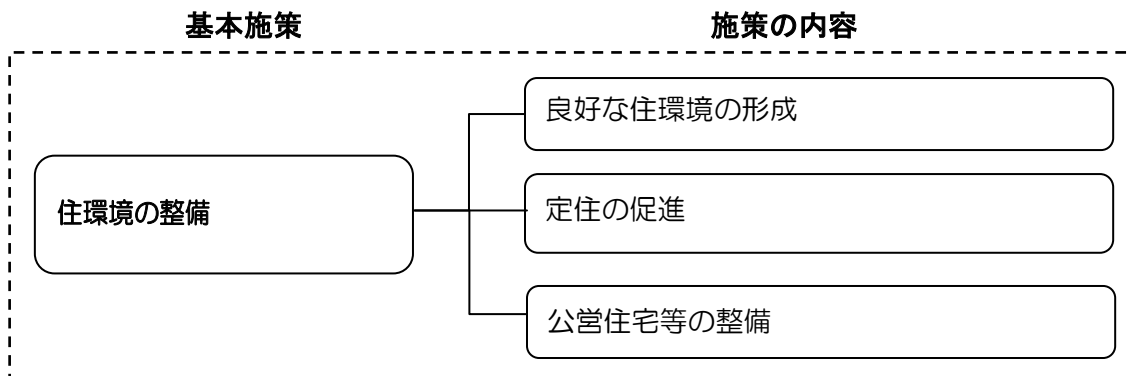 基本施策
施策の内容
住環境の整備
良好な住環境の形成
定住の促進
公営住宅等の整備